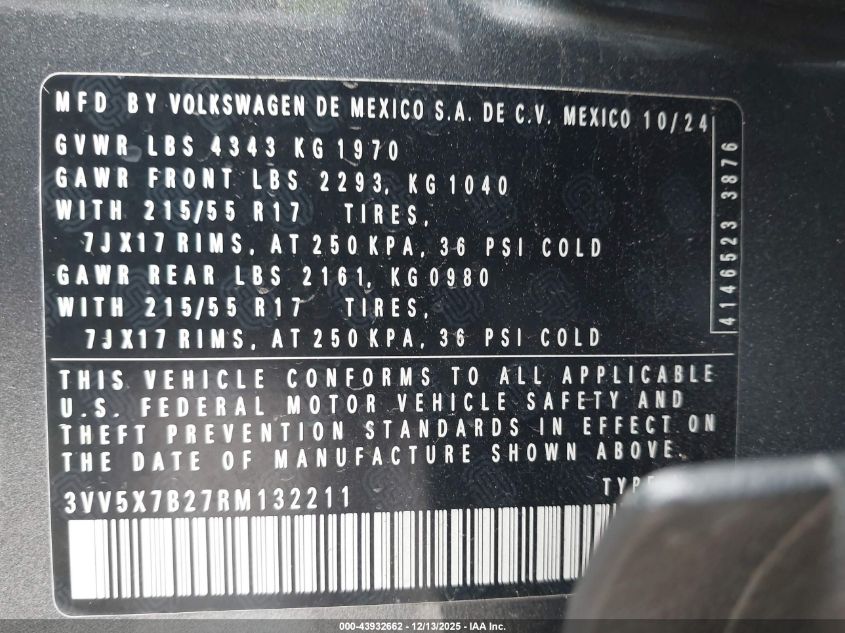 MFD BY VOLKSWAGEN DE MEXICO S.A. DE C.V. MEXICO 10/24
GVWR LBS 4343 KG 1970
GAWR FRONT LBS 2293, KG 1040
WITH 215/55 R17 TIRES,
7JX17 RIMS, AT 250 KPA, 36 PSI COLD
GAWR REAR LBS 2161, KG 0980
WITH 215/55 R17 TIRES,
7JX17 RIMS, AT 250 KPA, 36 PSI COLD
4146523 3876
THIS VEHICLE CONFORMS TO ALL APPLICABLE
U.S. FEDERAL MOTOR VEHICLE SAFETY AND
THEFT PREVENTION STANDARDS IN EFFECT ON
THE DATE OF MANUFACTURE SHOWN ABOVE.
3VV5X7B27RM132211
000-43932662 - 12/13/2025 - IAA Inc.